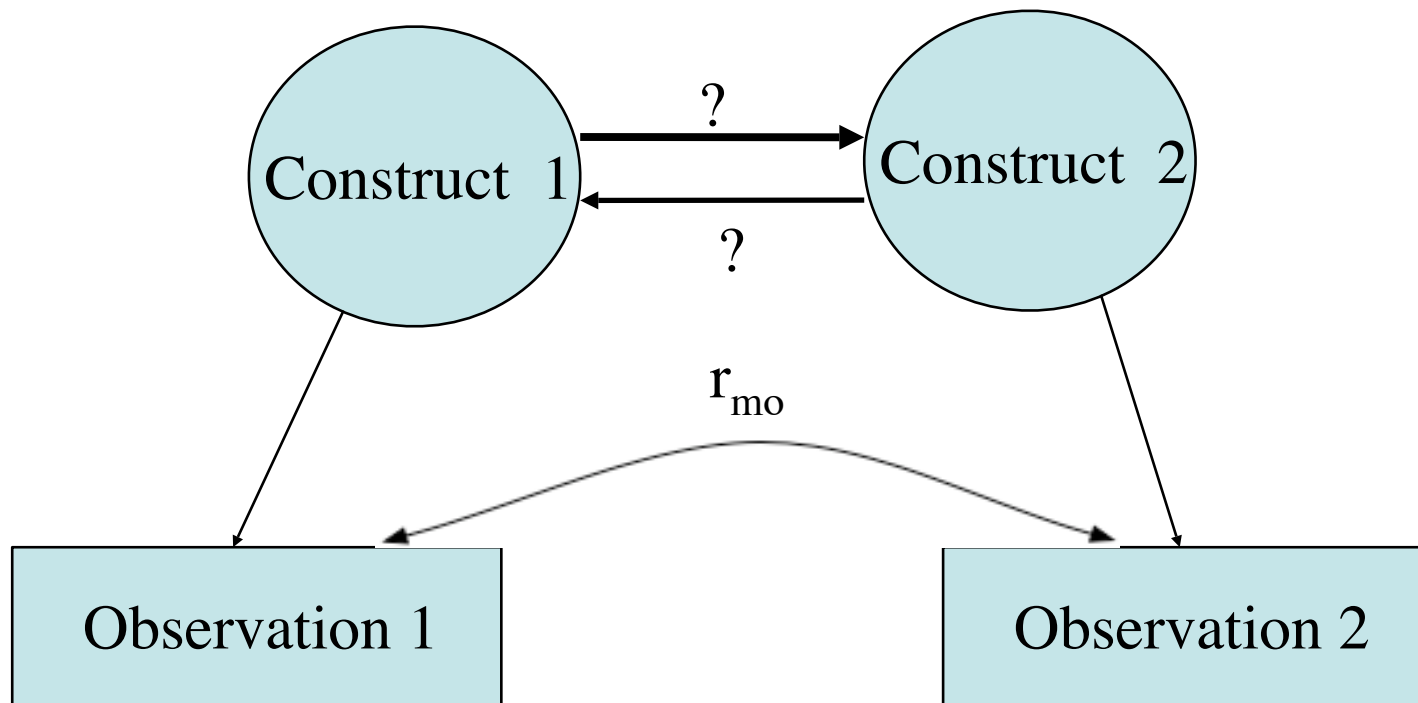 ?
Construct 1
Construct 2
?
r_mo
Observation 1
Observation 2